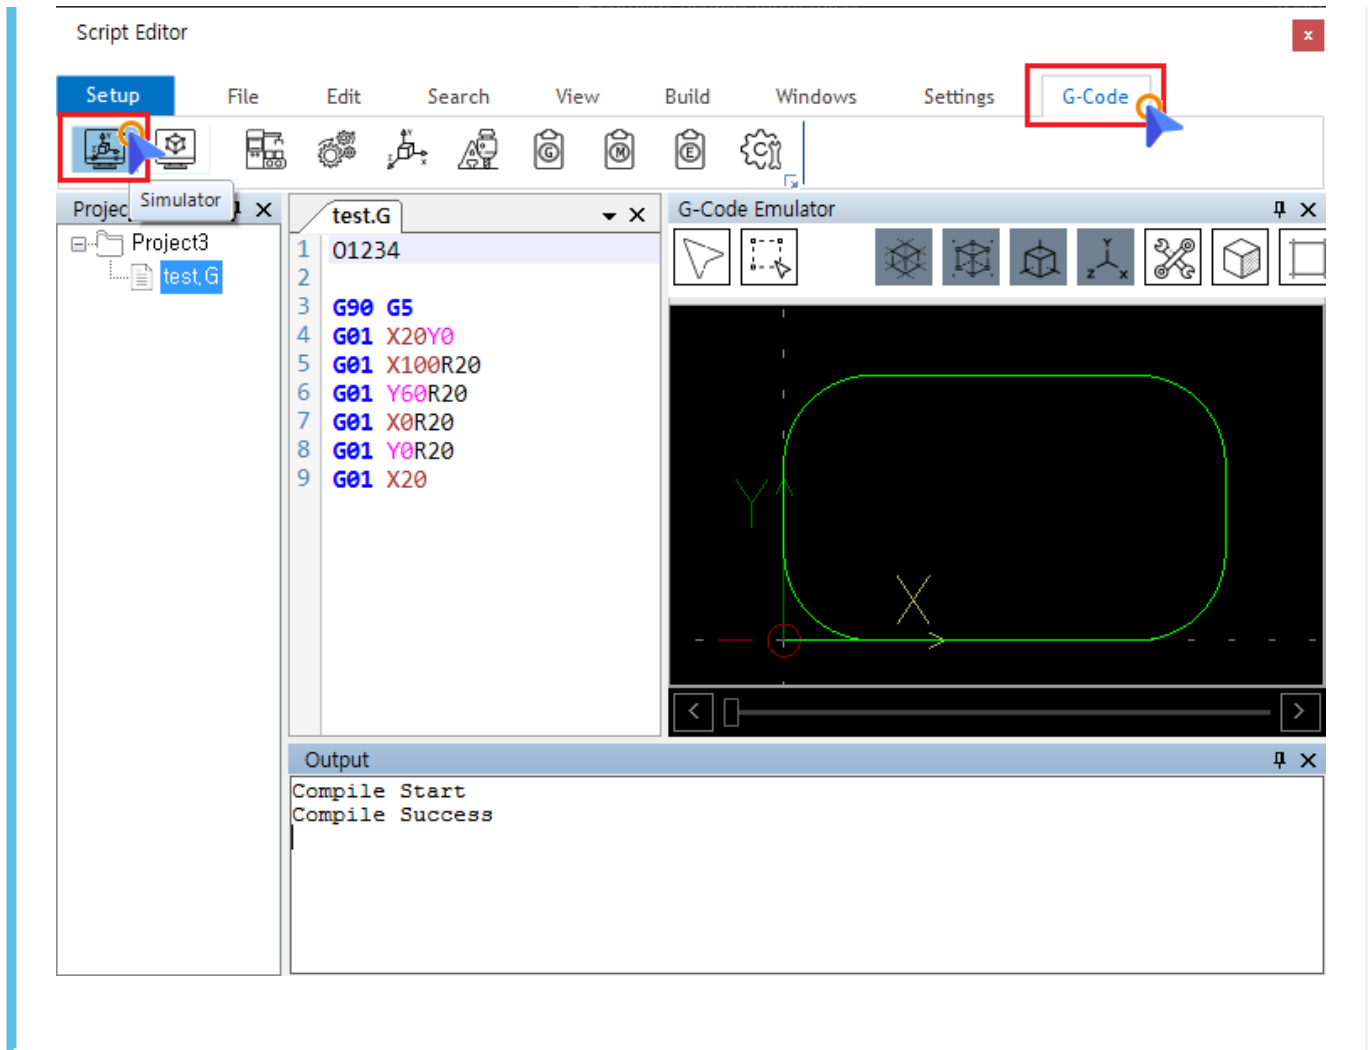 Script Editor
x
Setup File Edit Search View Build Windows Settings G-Code
G M E C
Simulator
Projec
Project3
test.G
test.G
1 O1234
2
3 G90 G5
4 G01 X20Y0
5 G01 X100R20
6 G01 Y60R20
7 G01 X0R20
8 G01 Y0R20
9 G01 X20
G-Code Emulator
Y
z x
Y
X
Output
Compile Start
Compile Success